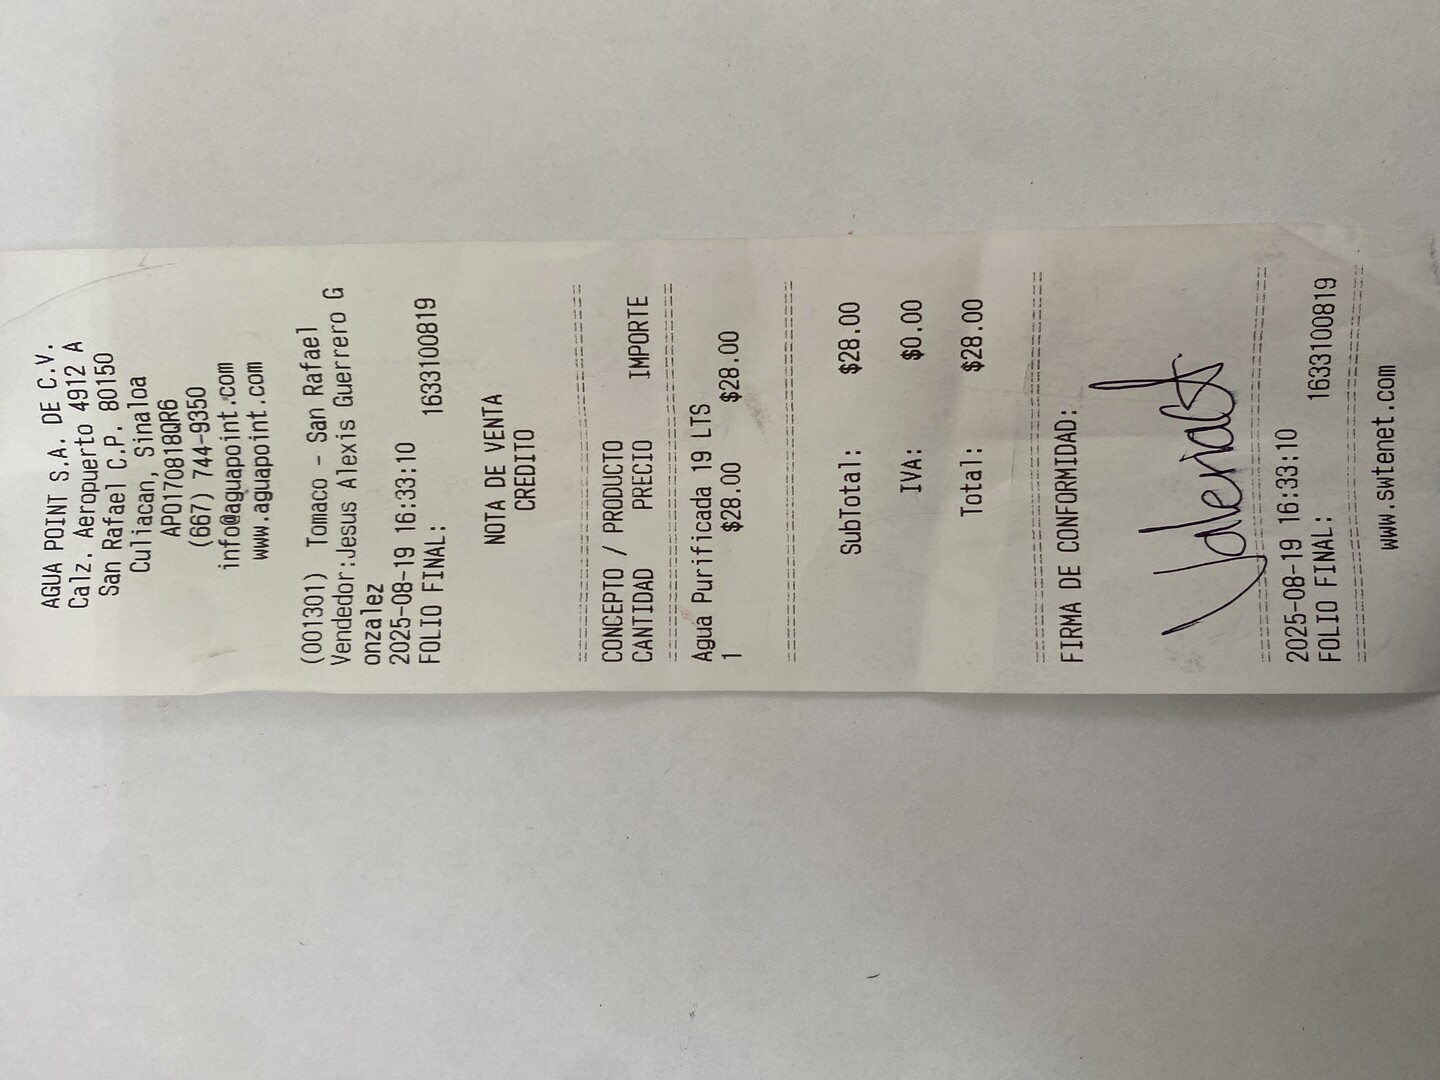 AGUA POINT S.A. DE C.V.
Calz. Aeropuerto 4912 A
San Rafael C.P. 80150
Culiacan, Sinaloa
APO170818QR6
(667) 744-9350
info@aguapoint.com
www.aguapoint.com
(001301) Tomaco - San Rafael
Vendedor:Jesus Alexis Guerrero G
onzalez
2025-08-19 16:33:10
FOLIO FINAL: 1633100819
NOTA DE VENTA
CREDITO
CONCEPTO / PRODUCTO
CANTIDAD PRECIO IMPORTE
Agua Purificada 19 LTS
1 $28.00 $28.00
SubTotal: $28.00
IVA: $0.00
Total: $28.00
FIRMA DE CONFORMIDAD:
2025-08-19 16:33:10
FOLIO FINAL: 1633100819
www.swtenet.com